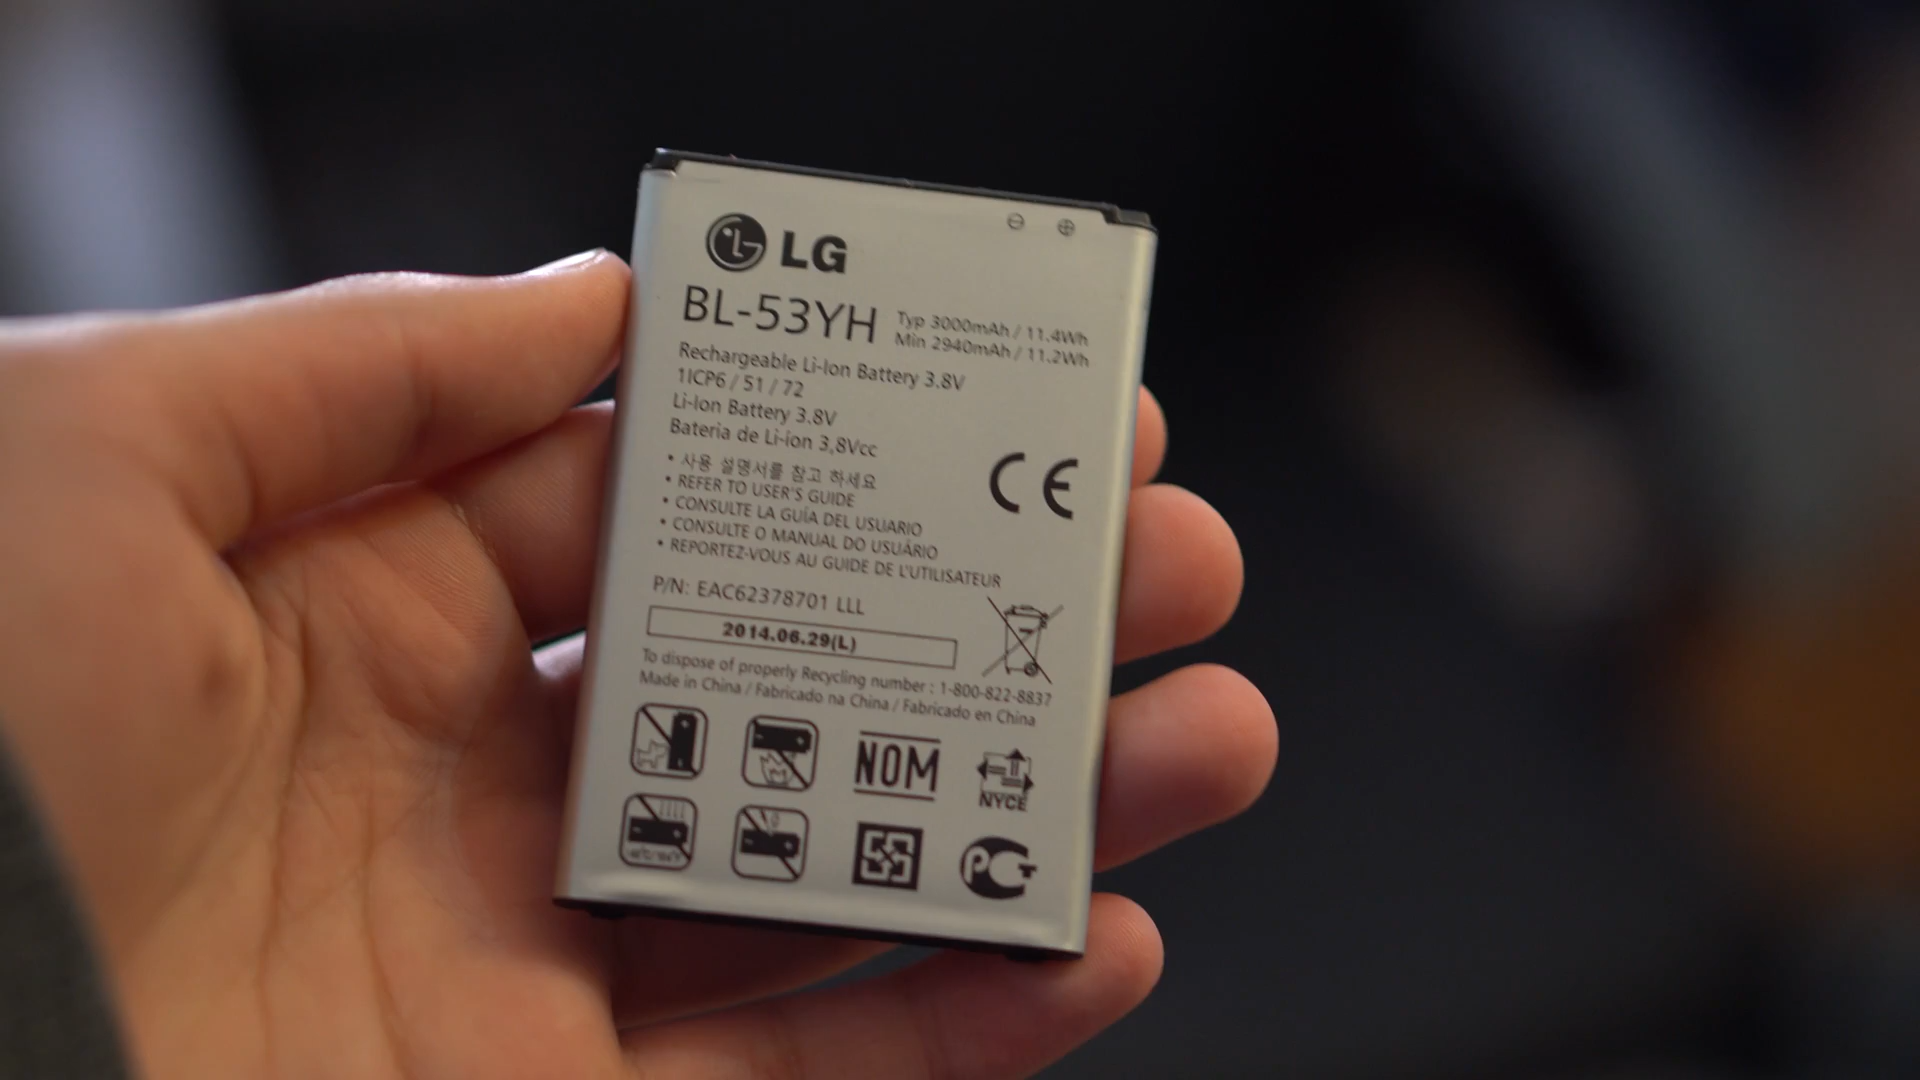 LG
BL-53YH
Typ 3000mAh / 11.4Wh
Min 2940mAh / 11.2Wh
Rechargeable Li-Ion Battery 3.8V
1ICP6 / 51 / 72
Li-Ion Battery 3.8V
Bateria de Li-ion 3,8Vcc
• 사용 설명서를 참고 하세요
• REFER TO USER'S GUIDE
• CONSULTE LA GUÍA DEL USUARIO
• CONSULTE O MANUAL DO USUÁRIO
• REPORTEZ-VOUS AU GUIDE DE L'UTILISATEUR
CE
P/N: EAC62378701 LLL
2014.06.29(L)
To dispose of properly Recycling number : 1-800-822-8837
Made in China / Fabricado na China / Fabricado en China
NOM
NYCE